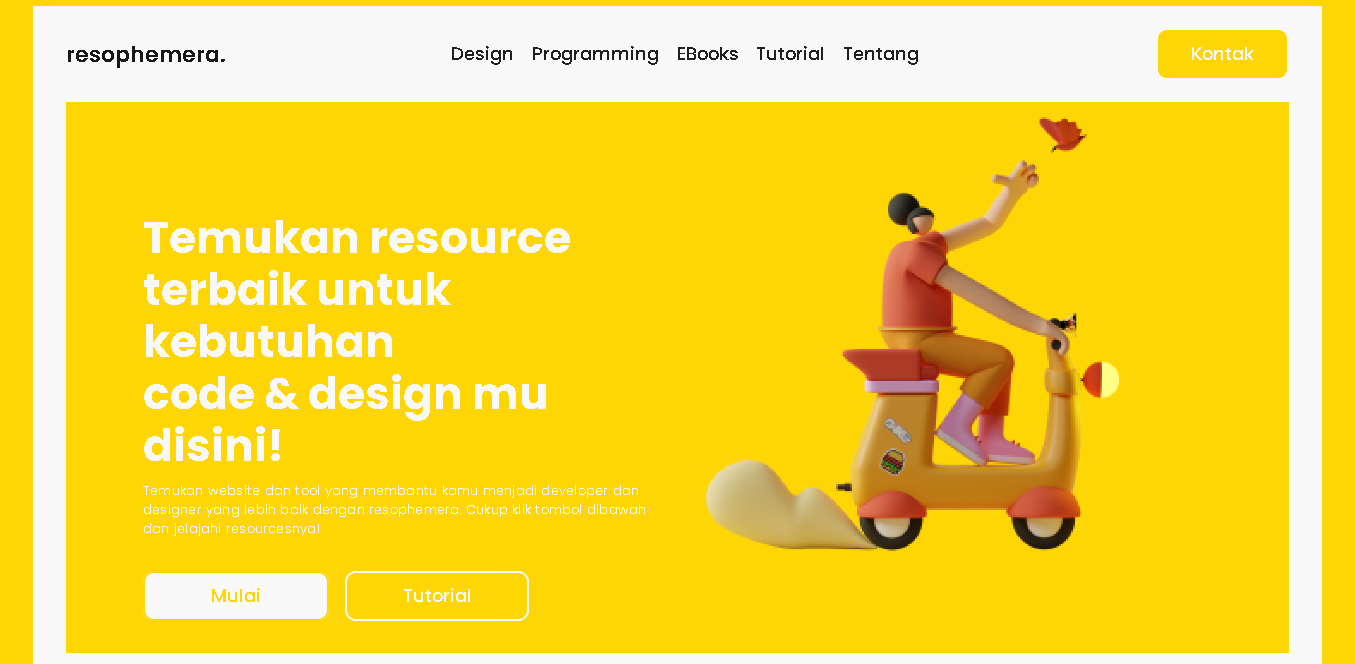 resophemera.
Design Programming EBooks Tutorial Tentang
Kontak
Temukan resource
terbaik untuk
kebutuhan
code & design mu
disini!
Temukan website dan tool yang membantu kamu menjadi developer dan
designer yang lebih baik dengan resophemera. Cukup klik tombol dibawah
dan jelajahi resourcesnya!
Mulai
Tutorial